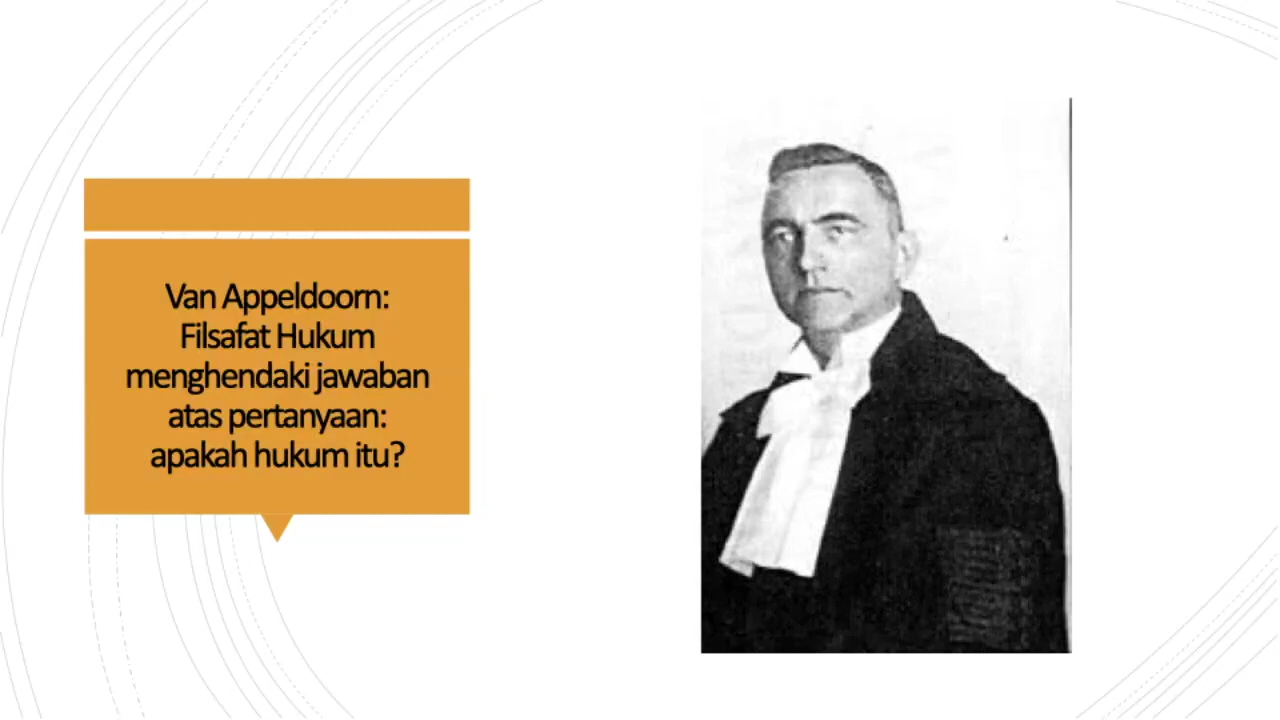 Van Appeldoorn:
Filsafat Hukum
menghendaki jawaban
atas pertanyaan:
apakah hukum itu?